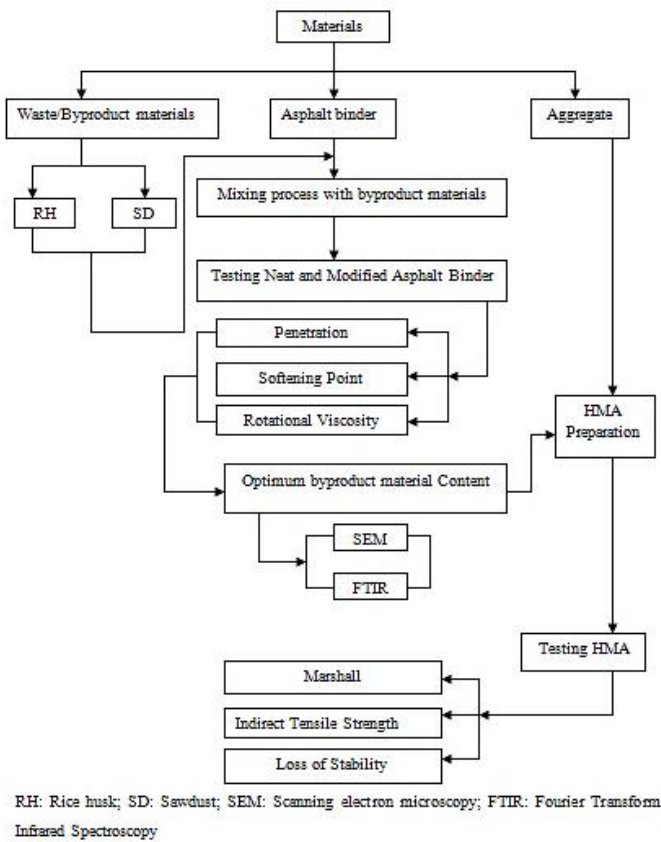 Materials
Waste/Byproduct materials
Asphalt binder
Aggregate
RH
SD
Mixing process with byproduct materials
Testing Neat and Modified Asphalt Binder
Penetration
Softening Point
Rotational Viscosity
HMA
Preparation
Optimum byproduct material Content
SEM
FTIR
Testing HMA
Marshall
Indirect Tensile Strength
Loss of Stability
RH: Rice husk; SD: Sawdust; SEM: Scanning electron microscopy; FTIR: Fourier Transform
Infrared Spectroscopy